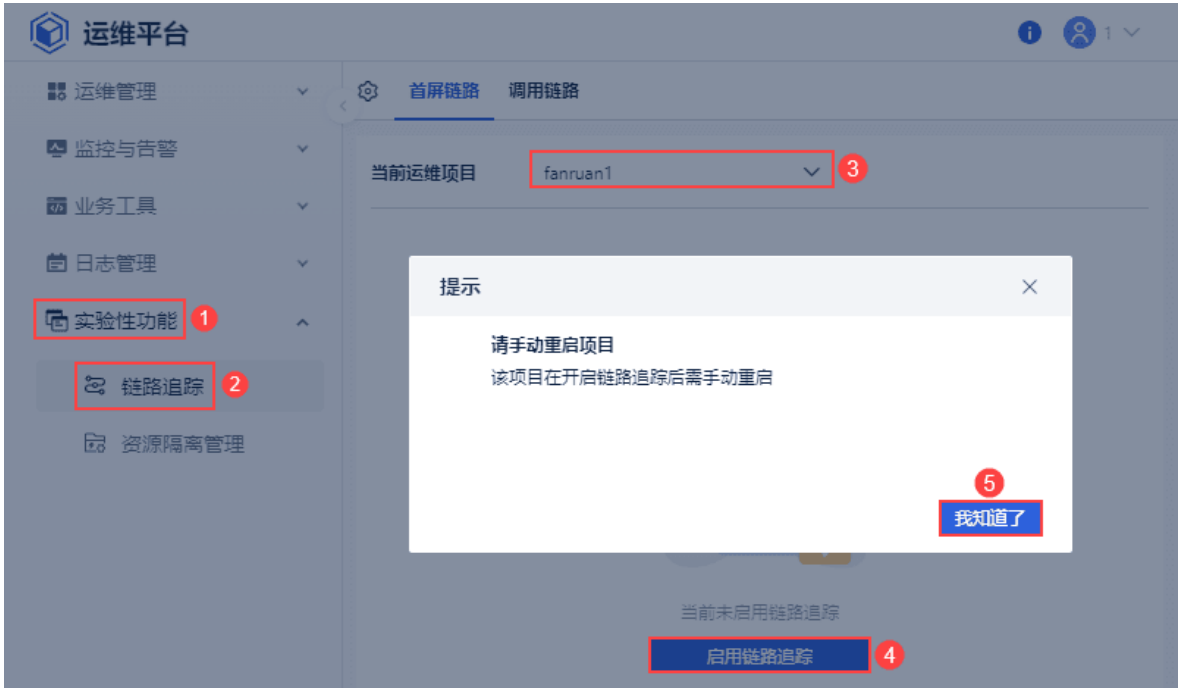 运维平台
1
运维管理
首屏链路 调用链路
监控与告警
当前运维项目 fanruan1 3
业务工具
日志管理
提示
实验性功能 1
请手动重启项目
该项目在开启链路追踪后需手动重启
链路追踪 2
资源隔离管理
5
我知道了
当前未启用链路追踪
启用链路追踪 4